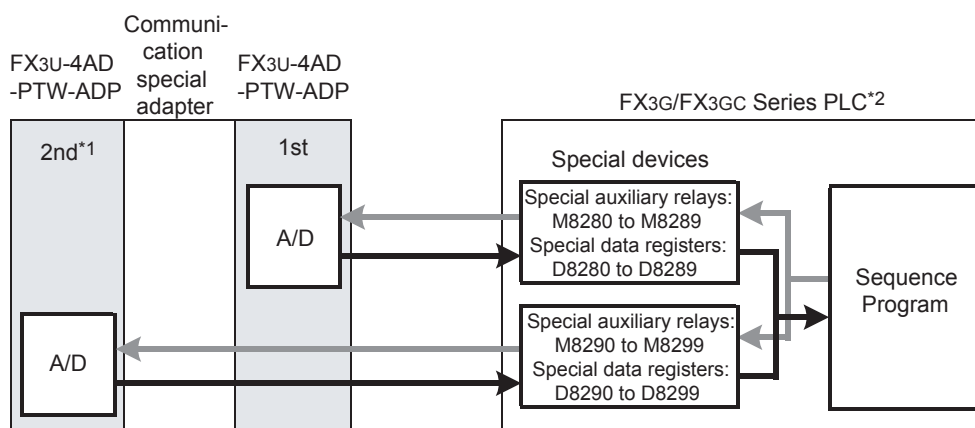 FX3U-4AD
-PTW-ADP
Communi-
cation
special
adapter
FX3U-4AD
-PTW-ADP
FX3G/FX3GC Series PLC*2
2nd*1
1st
Special devices
A/D
Special auxiliary relays:
M8280 to M8289
Special data registers:
D8280 to D8289
Sequence
Program
A/D
Special auxiliary relays:
M8290 to M8299
Special data registers:
D8290 to D8299